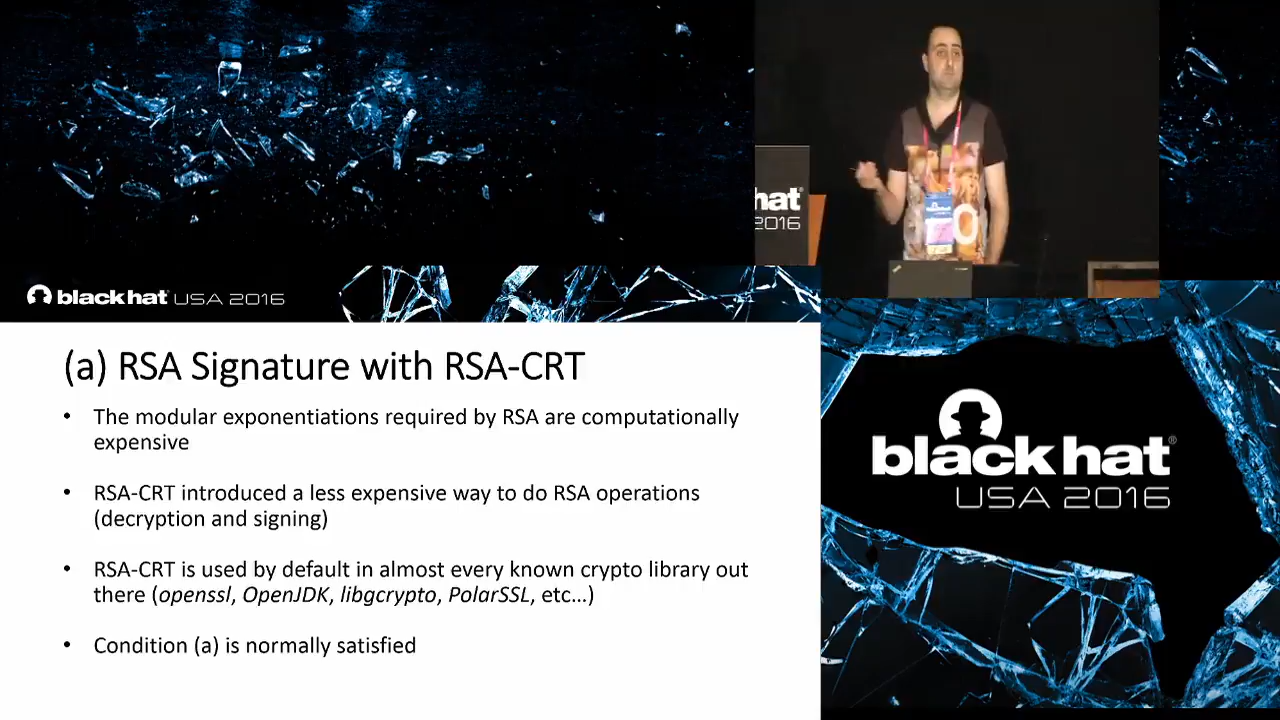 hat
2016
black hat USA 2016
(a) RSA Signature with RSA-CRT
• The modular exponentiations required by RSA are computationally
expensive
• RSA-CRT introduced a less expensive way to do RSA operations
(decryption and signing)
• RSA-CRT is used by default in almost every known crypto library out
there (openssl, OpenJDK, libgcrypto, PolarSSL, etc…)
• Condition (a) is normally satisfied
black hat®
USA 2016